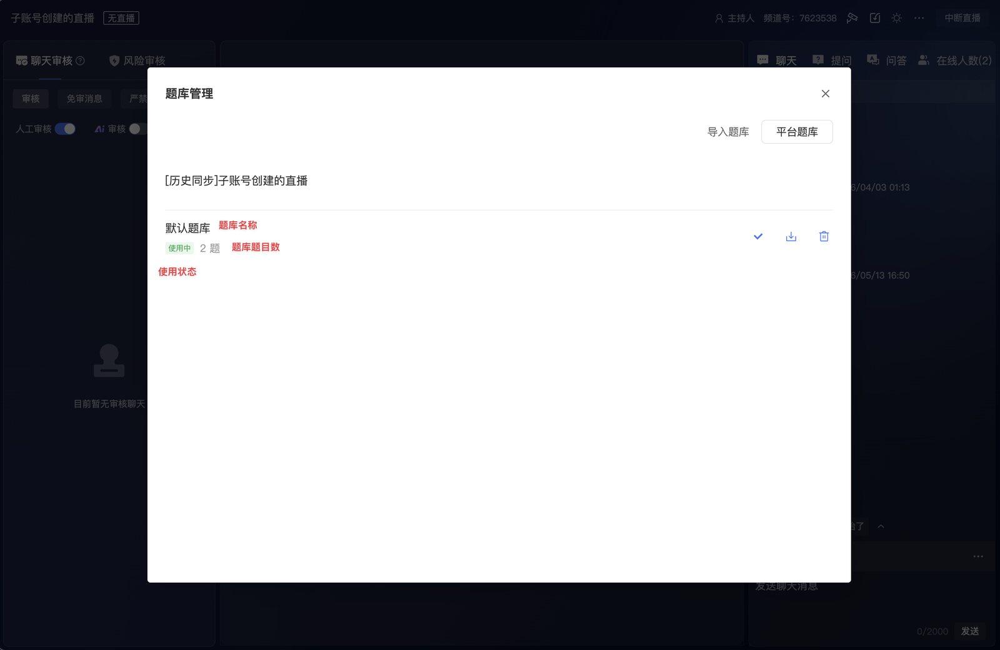 子账号创建的直播 无直播 主持人 频道号：7623538 中断直播
聊天审核 风险审核 聊天 提问 问答 在线人数(2)
题库管理
审核 免审消息 严禁
人工审核 Ai 审核
导入题库 平台题库
[历史同步]子账号创建的直播
6/04/03 01:13
默认题库 题库名称
使用中 2 题 题库题目数
使用状态
6/05/13 16:50
目前暂无审核聊天
发送聊天消息
0/2000 发送